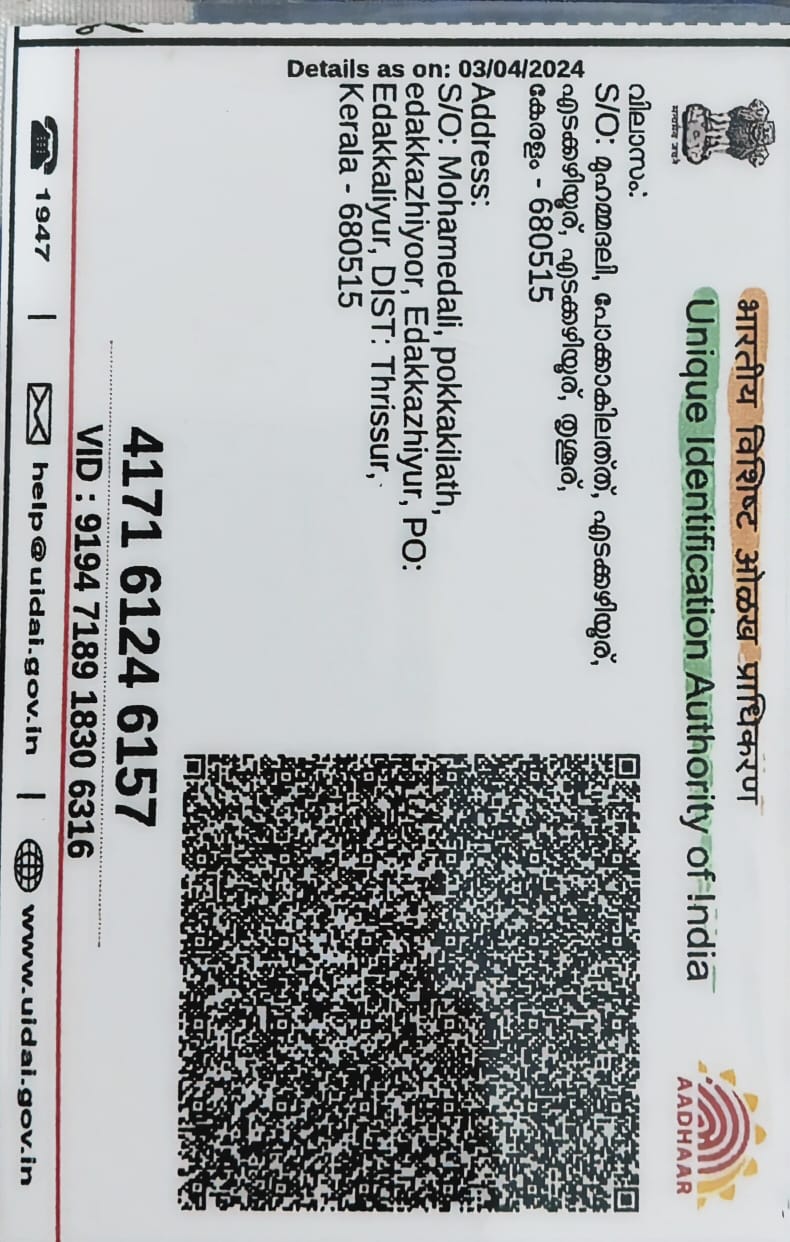 भारतीय विशिष्ट ओळख प्राधिकरण
Unique Identification Authority of India
AADHAAR
Details as on: 03/04/2024
വിലാസം:
S/O: മുഹമ്മദലി, പോക്കാകിലത്ത്, എടക്കഴിയൂര്,
എടക്കഴിയൂര്, എടക്കഴിയൂര്, തൃശ്ശൂര്,
കേരളം - 680515
Address:
S/O: Mohamedali, pokkakilath,
edakkazhiyoor, Edakkazhiyur, PO:
Edakkaliyur, DIST: Thrissur,
Kerala - 680515
4171 6124 6157
VID : 9194 7189 1830 6316
1947 | help@uidai.gov.in | www.uidai.gov.in